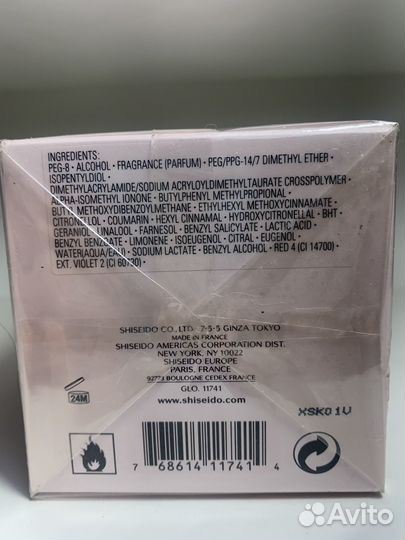 INGREDIENTS:
PEG-8 • ALCOHOL • FRAGRANCE (PARFUM) • PEG/PPG-14/7 DIMETHYL ETHER •
ISOPENTYLDIOL •
DIMETHYLACRYLAMIDE/SODIUM ACRYLOYLDIMETHYLTAURATE CROSSPOLYMER •
ALPHA-ISOMETHYL IONONE • BUTYLPHENYL METHYLPROPIONAL •
BUTYL METHOXYDIBENZOYLMETHANE • ETHYLHEXYL METHOXYCINNAMATE •
CITRONELLOL • COUMARIN • HEXYL CINNAMAL • HYDROXYCITRONELLAL • BHT •
GERANIOL • LINALOOL • FARNESOL • BENZYL SALICYLATE • LACTIC ACID •
BENZYL BENZOATE • LIMONENE • ISOEUGENOL • CITRAL • EUGENOL •
WATER(AQUA/EAU) • SODIUM LACTATE • BENZYL ALCOHOL • RED 4 (CI 14700) •
EXT. VIOLET 2 (CI 60730) •
SHISEIDO CO., LTD. 7-5-5 GINZA TOKYO
MADE IN FRANCE
SHISEIDO AMERICAS CORPORATION DIST.
NEW YORK, NY 10022
SHISEIDO EUROPE
PARIS, FRANCE
92773 BOULOGNE CEDEX FRANCE
GLO. 11741
www.shiseido.com
24M
XSK01V
7 68614 11741 4
Avito